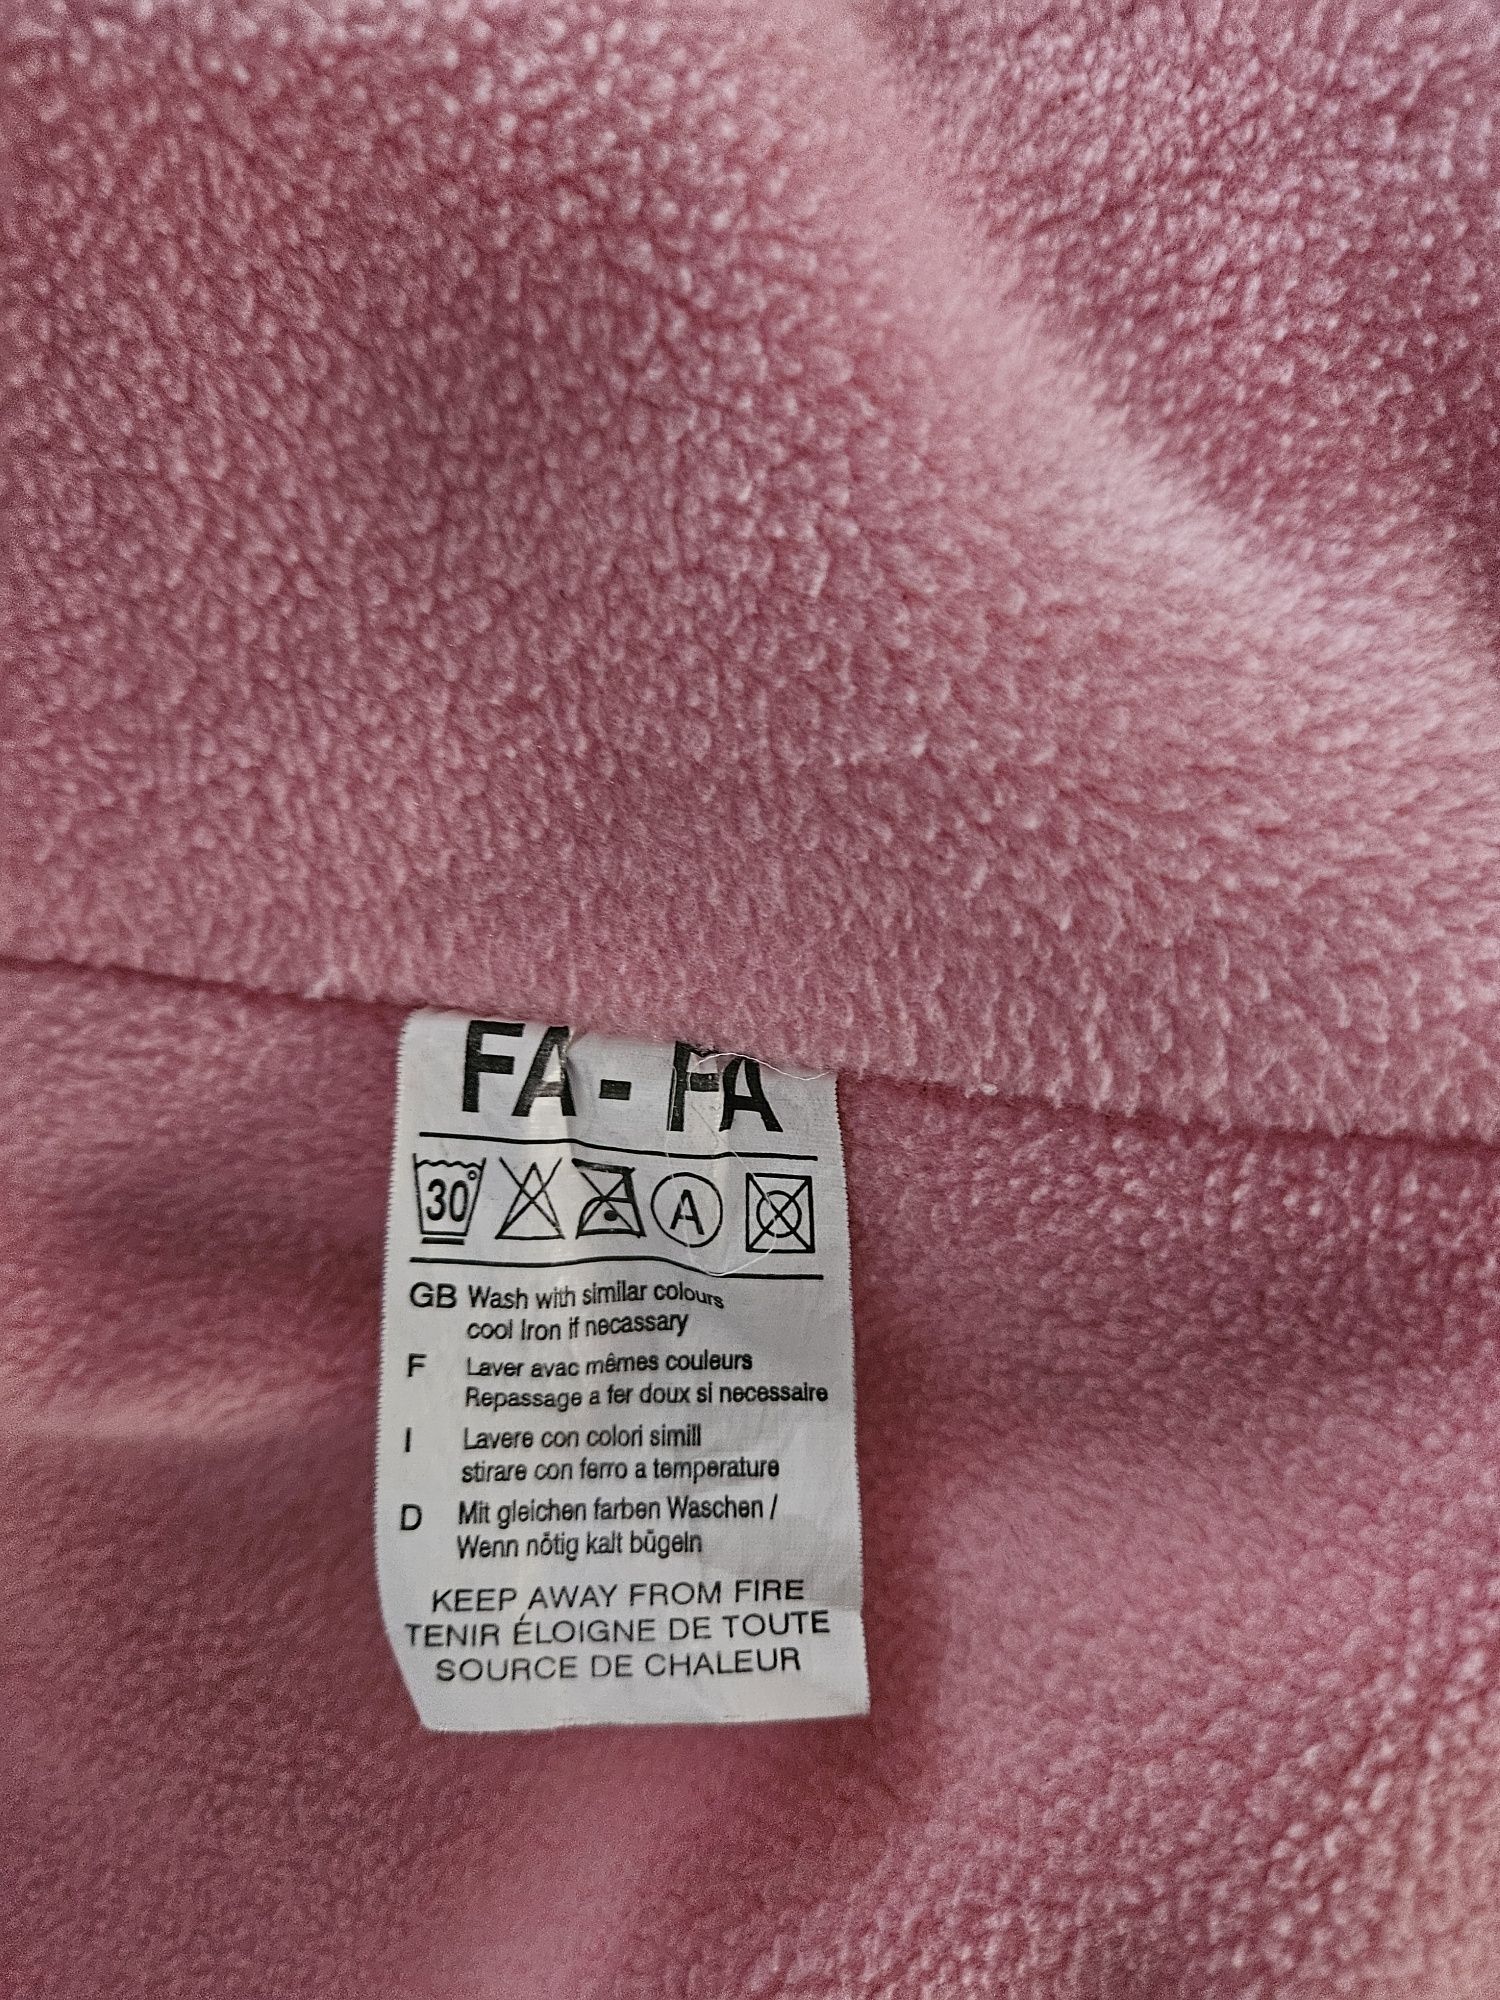 FA-FA
30°
A
GB Wash with similar colours
cool Iron if necassary
F Laver avac mêmes couleurs
Repassage a fer doux si necessaire
I Lavere con colori simill
stirare con ferro a temperature
D Mit gleichen farben Waschen /
Wenn nötig kalt bügeln
KEEP AWAY FROM FIRE
TENIR ÉLOIGNE DE TOUTE
SOURCE DE CHALEUR